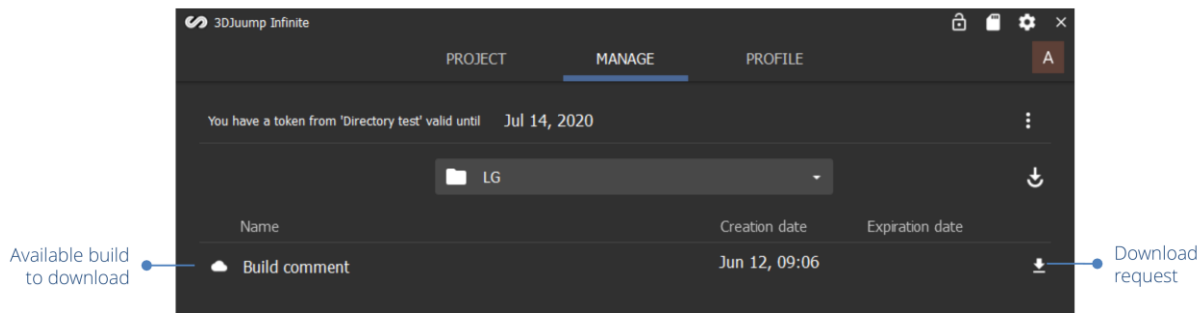 3DJuump Infinite
PROJECT MANAGE PROFILE
A
You have a token from 'Directory test' valid until Jul 14, 2020
LG
Name Creation date Expiration date
Available build
to download
Build comment Jun 12, 09:06
Download
request